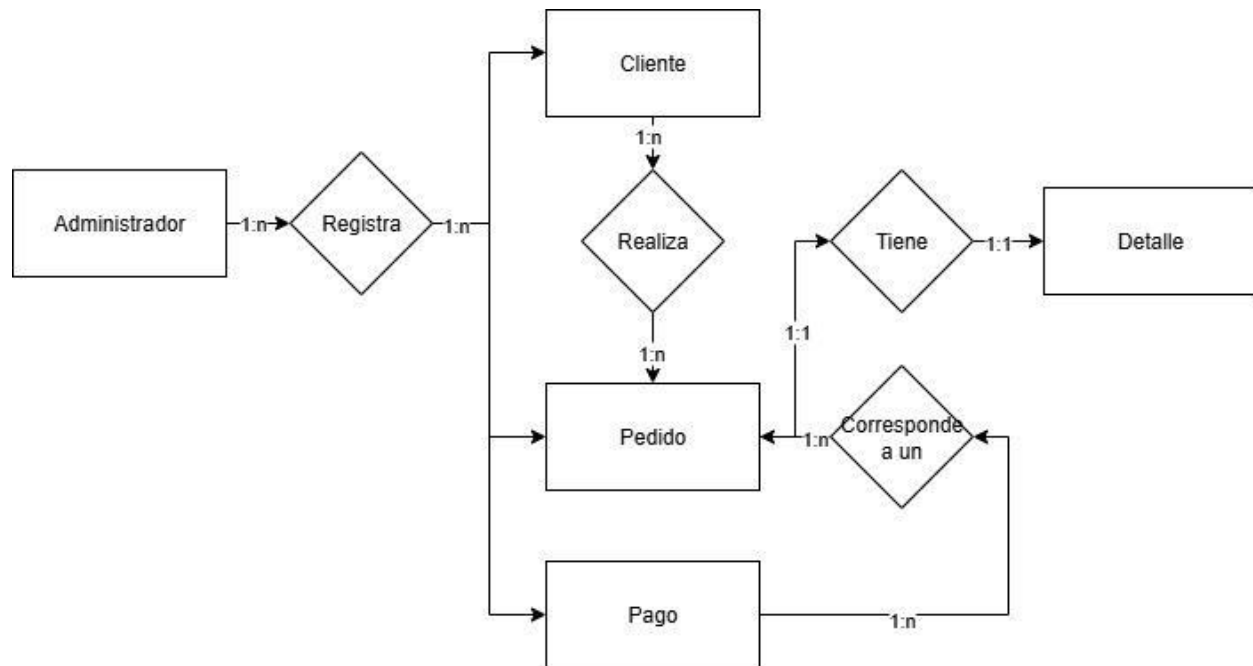 Cliente
1:n
Administrador
1:n
Registra
1:n
Realiza
Tiene
1:1
Detalle
1:1
1:n
Pedido
1:n
Corresponde
a un
Pago
1:n